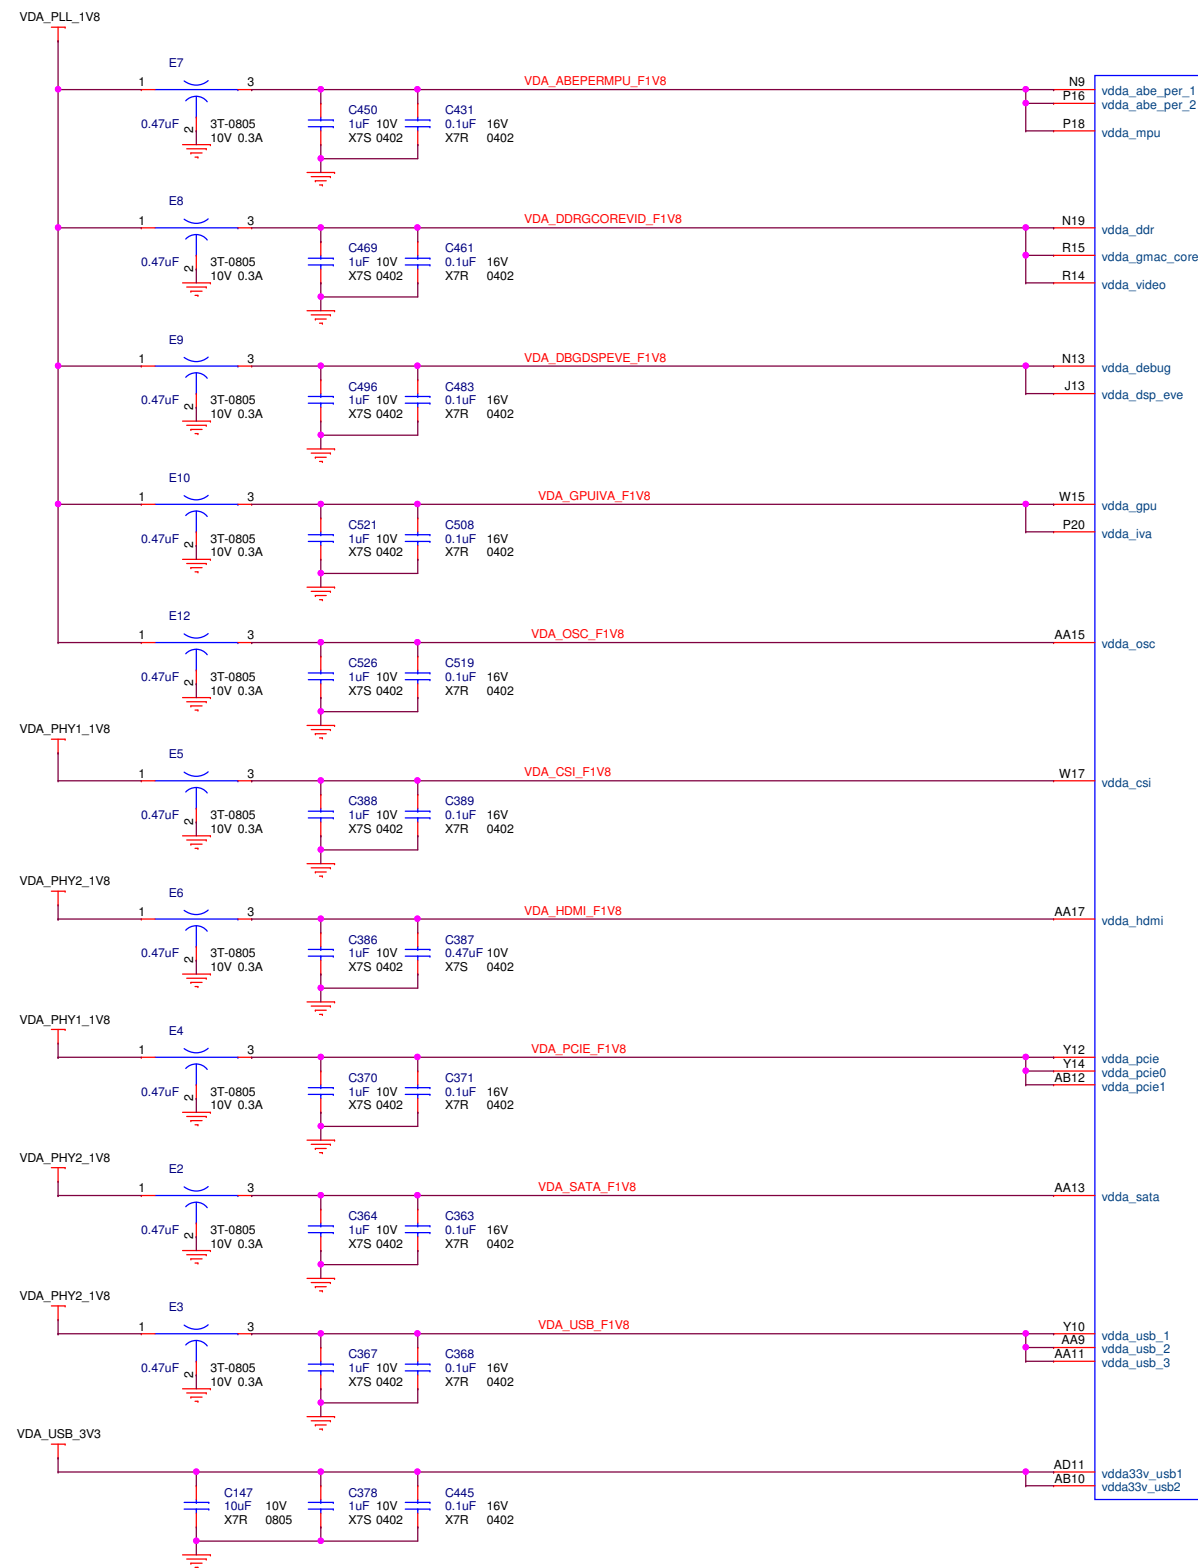 VDA_PLL_1V8
E7
1 3 VDA_ABEPERMPU_F1V8 N9 vdda_abe_per_1
P16 vdda_abe_per_2
C450 C431
0.47uF 2 3T-0805 1uF 10V 0.1uF 16V P18 vdda_mpu
10V 0.3A X7S 0402 X7R 0402
E8
1 3 VDA_DDRGCOREVID_F1V8 N19 vdda_ddr
C469 C461 R15 vdda_gmac_core
0.47uF 2 3T-0805 1uF 10V 0.1uF 16V
10V 0.3A X7S 0402 X7R 0402 R14 vdda_video
E9
1 3 VDA_DBGDSPEVE_F1V8 N13 vdda_debug
C496 C483 J13 vdda_dsp_eve
0.47uF 2 3T-0805 1uF 10V 0.1uF 16V
10V 0.3A X7S 0402 X7R 0402
E10
1 3 VDA_GPUIVA_F1V8 W15 vdda_gpu
C521 C508 P20 vdda_iva
0.47uF 2 3T-0805 1uF 10V 0.1uF 16V
10V 0.3A X7S 0402 X7R 0402
E12
1 3 VDA_OSC_F1V8 AA15 vdda_osc
C526 C519
0.47uF 2 3T-0805 1uF 10V 0.1uF 16V
10V 0.3A X7S 0402 X7R 0402
VDA_PHY1_1V8
E5
1 3 VDA_CSI_F1V8 W17 vdda_csi
C388 C389
0.47uF 2 3T-0805 1uF 10V 0.1uF 16V
10V 0.3A X7S 0402 X7R 0402
VDA_PHY2_1V8
E6
1 3 VDA_HDMI_F1V8 AA17 vdda_hdmi
C386 C387
0.47uF 2 3T-0805 1uF 10V 0.47uF 10V
10V 0.3A X7S 0402 X7S 0402
VDA_PHY1_1V8
E4
1 3 VDA_PCIE_F1V8 Y12 vdda_pcie
Y14 vdda_pcie0
C370 C371 AB12 vdda_pcie1
0.47uF 2 3T-0805 1uF 10V 0.1uF 16V
10V 0.3A X7S 0402 X7R 0402
VDA_PHY2_1V8
E2
1 3 VDA_SATA_F1V8 AA13 vdda_sata
C364 C363
0.47uF 2 3T-0805 1uF 10V 0.1uF 16V
10V 0.3A X7S 0402 X7R 0402
VDA_PHY2_1V8
E3
1 3 VDA_USB_F1V8 Y10 vdda_usb_1
AA9 vdda_usb_2
C367 C368 AA11 vdda_usb_3
0.47uF 2 3T-0805 1uF 10V 0.1uF 16V
10V 0.3A X7S 0402 X7R 0402
VDA_USB_3V3
AD11 vdda33v_usb1
AB10 vdda33v_usb2
C147 C378 C445
10uF 10V 1uF 10V 0.1uF 16V
X7R 0805 X7S 0402 X7R 0402